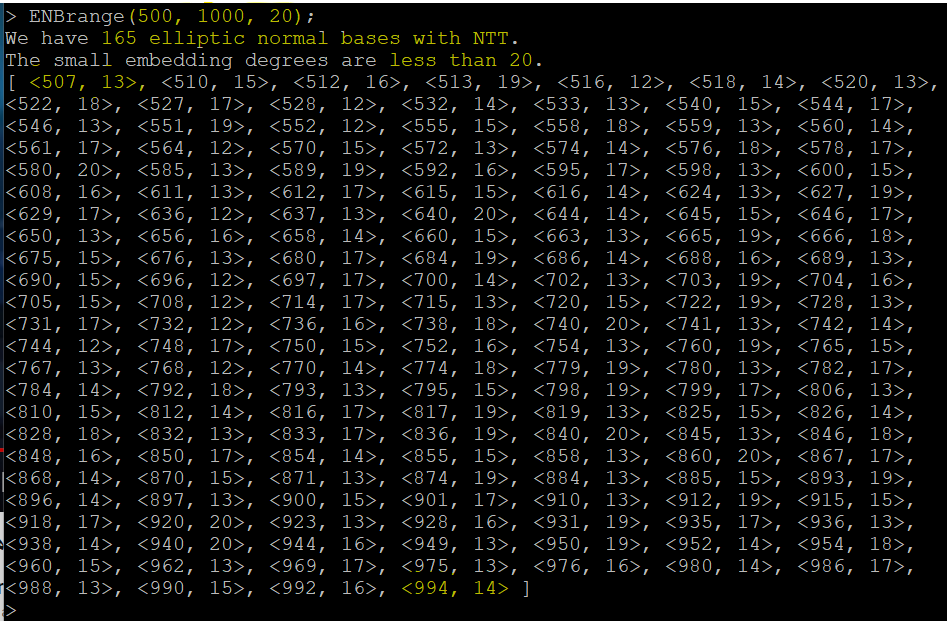 > ENBrange(500, 1000, 20);
We have 165 elliptic normal bases with NTT.
The small embedding degrees are less than 20.
[ <507, 13>, <510, 15>, <512, 16>, <513, 19>, <516, 12>, <518, 14>, <520, 13>,
<522, 18>, <527, 17>, <528, 12>, <532, 14>, <533, 13>, <540, 15>, <544, 17>,
<546, 13>, <551, 19>, <552, 12>, <555, 15>, <558, 18>, <559, 13>, <560, 14>,
<561, 17>, <564, 12>, <570, 15>, <572, 13>, <574, 14>, <576, 18>, <578, 17>,
<580, 20>, <585, 13>, <589, 19>, <592, 16>, <595, 17>, <598, 13>, <600, 15>,
<608, 16>, <611, 13>, <612, 17>, <615, 15>, <616, 14>, <624, 13>, <627, 19>,
<629, 17>, <636, 12>, <637, 13>, <640, 20>, <644, 14>, <645, 15>, <646, 17>,
<650, 13>, <656, 16>, <658, 14>, <660, 15>, <663, 13>, <665, 19>, <666, 18>,
<675, 15>, <676, 13>, <680, 17>, <684, 19>, <686, 14>, <688, 16>, <689, 13>,
<690, 15>, <696, 12>, <697, 17>, <700, 14>, <702, 13>, <703, 19>, <704, 16>,
<705, 15>, <708, 12>, <714, 17>, <715, 13>, <720, 15>, <722, 19>, <728, 13>,
<731, 17>, <732, 12>, <736, 16>, <738, 18>, <740, 20>, <741, 13>, <742, 14>,
<744, 12>, <748, 17>, <750, 15>, <752, 16>, <754, 13>, <760, 19>, <765, 15>,
<767, 13>, <768, 12>, <770, 14>, <774, 18>, <779, 19>, <780, 13>, <782, 17>,
<784, 14>, <792, 18>, <793, 13>, <795, 15>, <798, 19>, <799, 17>, <806, 13>,
<810, 15>, <812, 14>, <816, 17>, <817, 19>, <819, 13>, <825, 15>, <826, 14>,
<828, 18>, <832, 13>, <833, 17>, <836, 19>, <840, 20>, <845, 13>, <846, 18>,
<848, 16>, <850, 17>, <854, 14>, <855, 15>, <858, 13>, <860, 20>, <867, 17>,
<868, 14>, <870, 15>, <871, 13>, <874, 19>, <884, 13>, <885, 15>, <893, 19>,
<896, 14>, <897, 13>, <900, 15>, <901, 17>, <910, 13>, <912, 19>, <915, 15>,
<918, 17>, <920, 20>, <923, 13>, <928, 16>, <931, 19>, <935, 17>, <936, 13>,
<938, 14>, <940, 20>, <944, 16>, <949, 13>, <950, 19>, <952, 14>, <954, 18>,
<960, 15>, <962, 13>, <969, 17>, <975, 13>, <976, 16>, <980, 14>, <986, 17>,
<988, 13>, <990, 15>, <992, 16>, <994, 14> ]
>